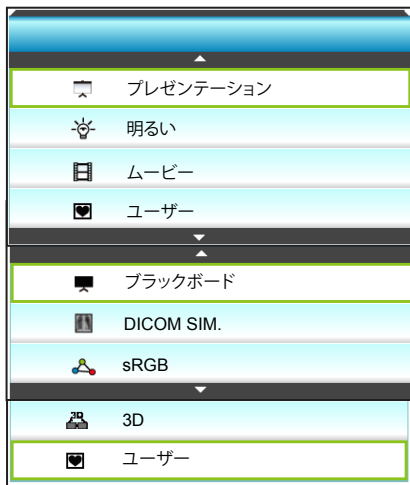 プレゼンテーション
明るい
ムービー
ユーザー
ブラックボード
DICOM SIM.
sRGB
3D
ユーザー